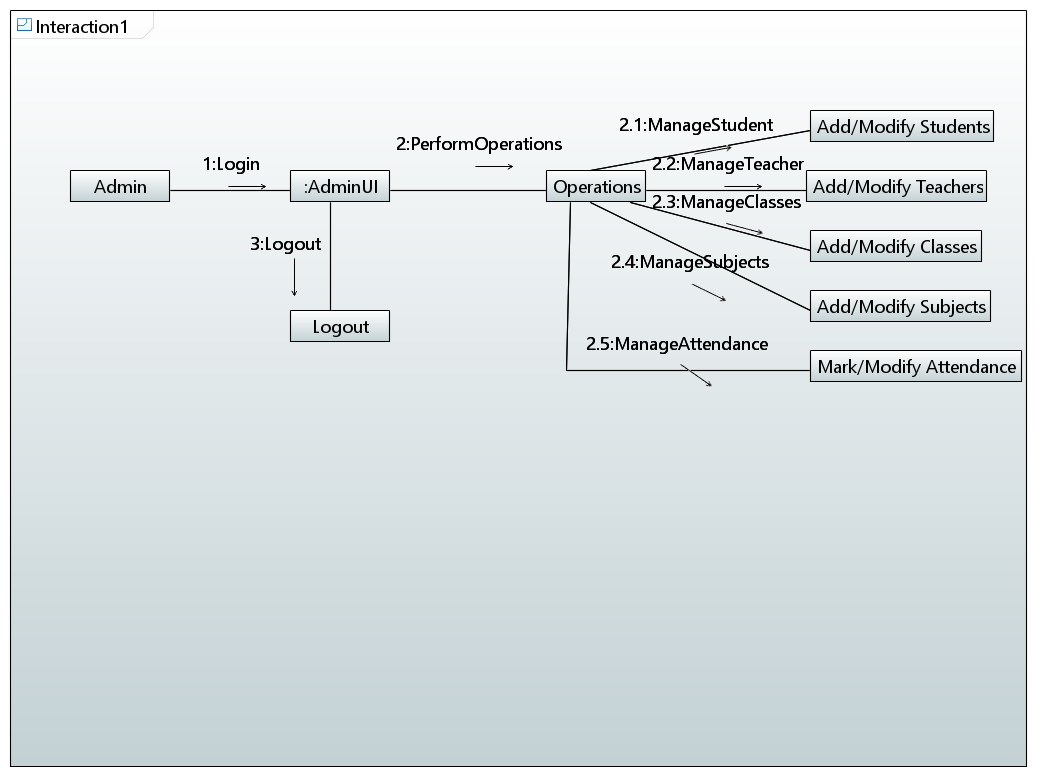 Interaction1
2.1:ManageStudent
Add/Modify Students
2:PerformOperations
1:Login
2.2:ManageTeacher
Admin
:AdminUI
Operations
Add/Modify Teachers
2.3:ManageClasses
3:Logout
Add/Modify Classes
2.4:ManageSubjects
Add/Modify Subjects
Logout
2.5:ManageAttendance
Mark/Modify Attendance